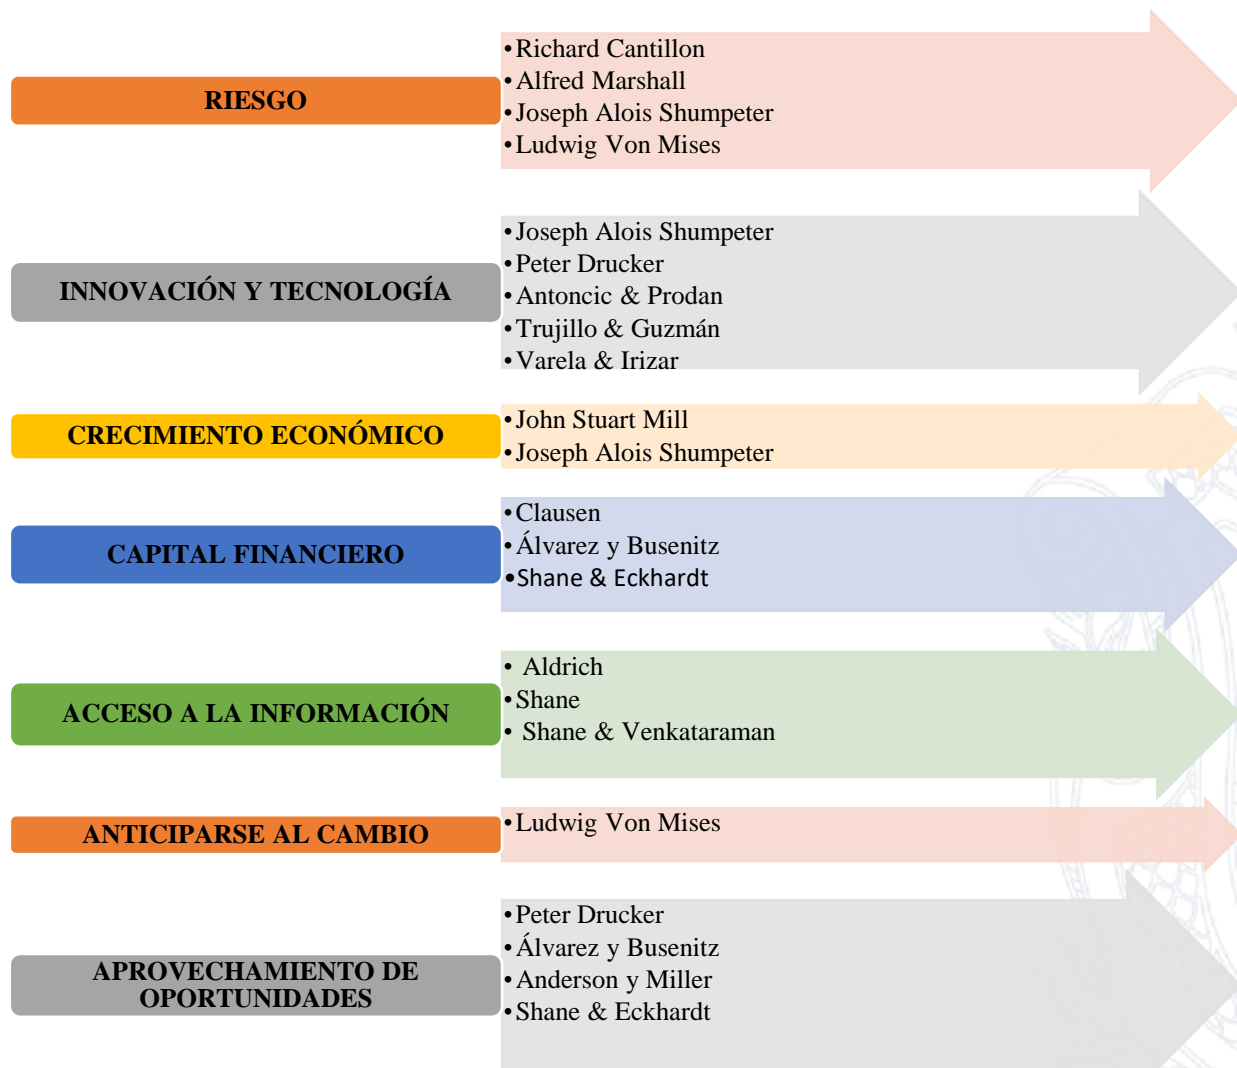 RIESGO
•Richard Cantillon
•Alfred Marshall
•Joseph Alois Shumpeter
•Ludwig Von Mises
INNOVACIÓN Y TECNOLOGÍA
•Joseph Alois Shumpeter
•Peter Drucker
•Antoncic & Prodan
•Trujillo & Guzmán
•Varela & Irizar
CRECIMIENTO ECONÓMICO
•John Stuart Mill
•Joseph Alois Shumpeter
CAPITAL FINANCIERO
•Clausen
•Álvarez y Busenitz
•Shane & Eckhardt
ACCESO A LA INFORMACIÓN
• Aldrich
•Shane
• Shane & Venkataraman
ANTICIPARSE AL CAMBIO
•Ludwig Von Mises
APROVECHAMIENTO DE
OPORTUNIDADES
•Peter Drucker
•Álvarez y Busenitz
•Anderson y Miller
•Shane & Eckhardt